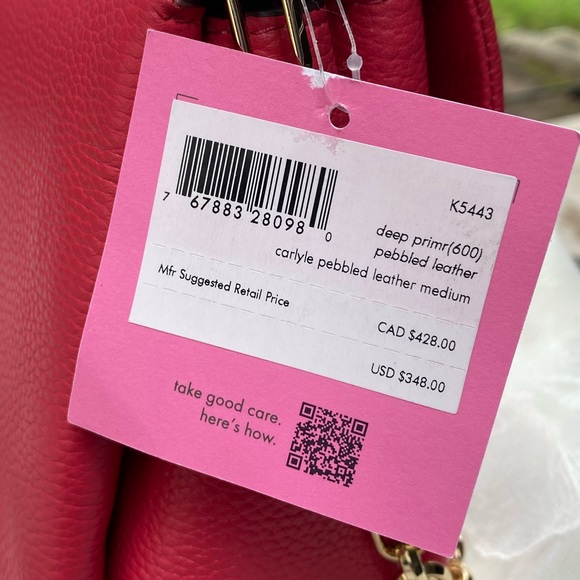 K5443
7 67883 28098 0
deep primr(600)
pebbled leather
carlyle pebbled leather medium
Mfr Suggested Retail Price
CAD $428.00
USD $348.00
take good care.
here's how.